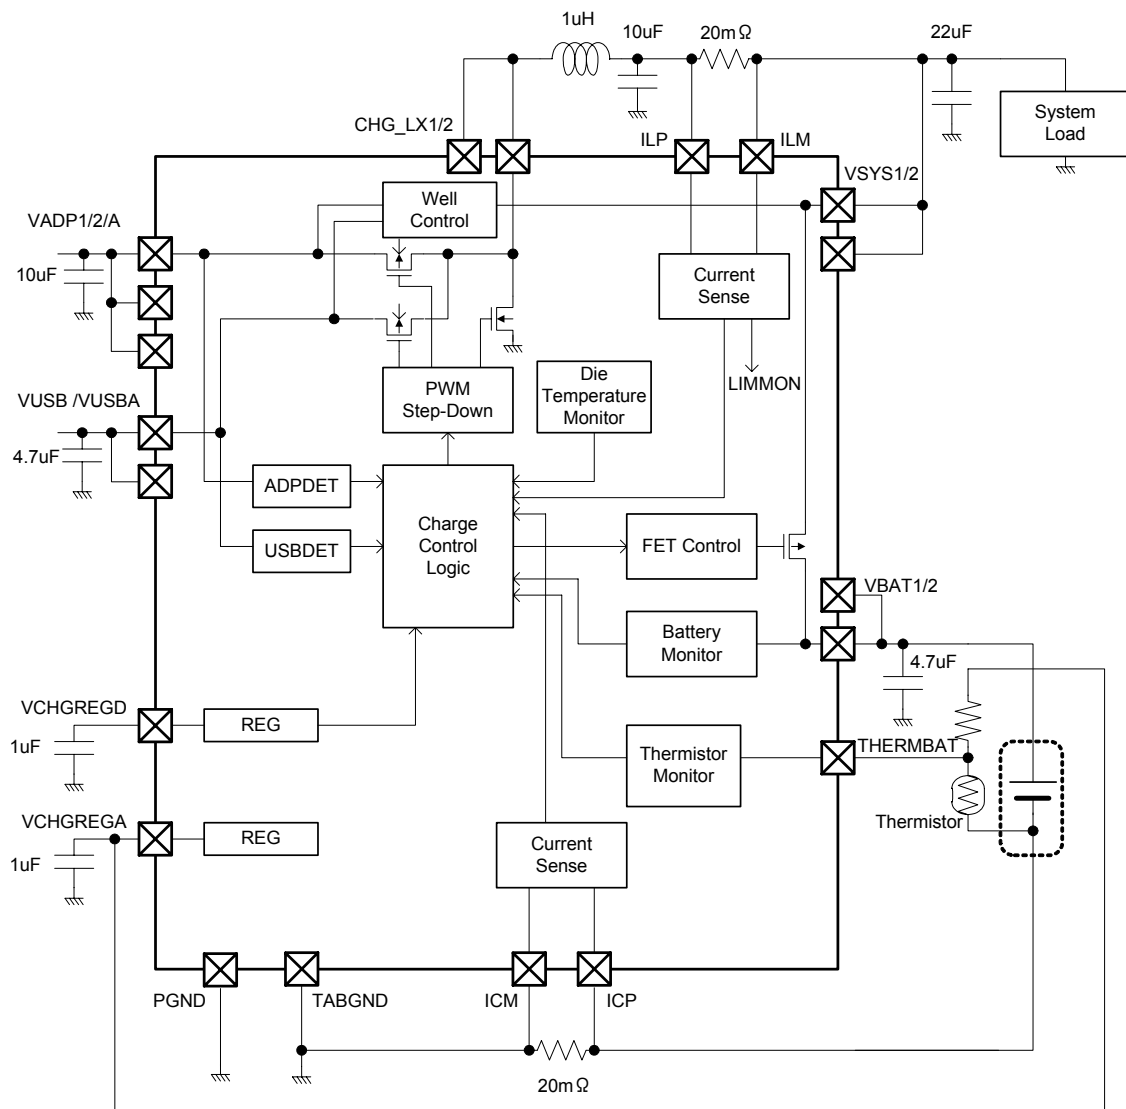 1uH
10uF
20mΩ
22uF
System
Load
CHG_LX1/2
ILP
ILM
VSYS1/2
VADP1/2/A
10uF
Well
Control
Current
Sense
LIMMON
Die
Temperature
Monitor
PWM
Step-Down
VUSB /VUSBA
4.7uF
ADPDET
USBDET
Charge
Control
Logic
FET Control
VBAT1/2
Battery
Monitor
4.7uF
VCHGREGD
1uF
REG
THERMBAT
Thermistor
Monitor
Thermistor
VCHGREGA
1uF
REG
Current
Sense
PGND
TABGND
ICM
ICP
20mΩ